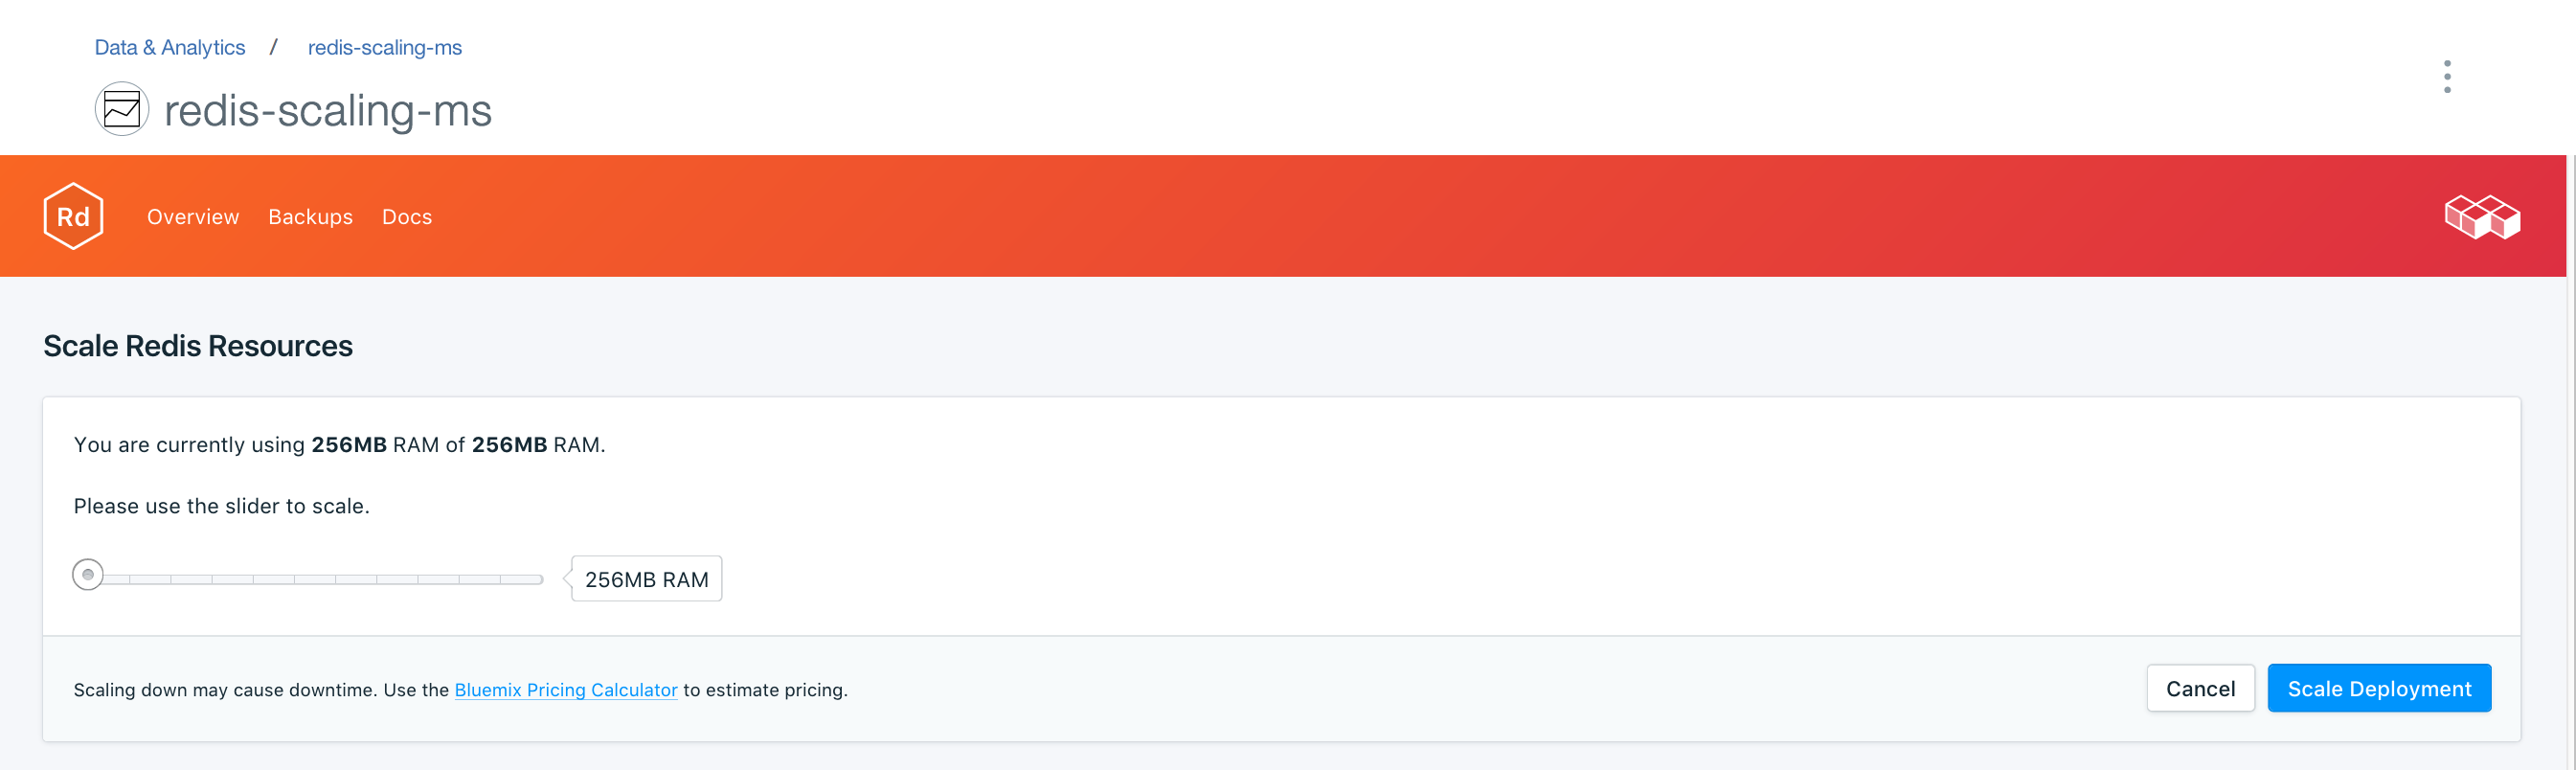 Data & Analytics / redis-scaling-ms
redis-scaling-ms
Rd Overview Backups Docs
Scale Redis Resources
You are currently using 256MB RAM of 256MB RAM.
Please use the slider to scale.
256MB RAM
Scaling down may cause downtime. Use the Bluemix Pricing Calculator to estimate pricing.
Cancel Scale Deployment